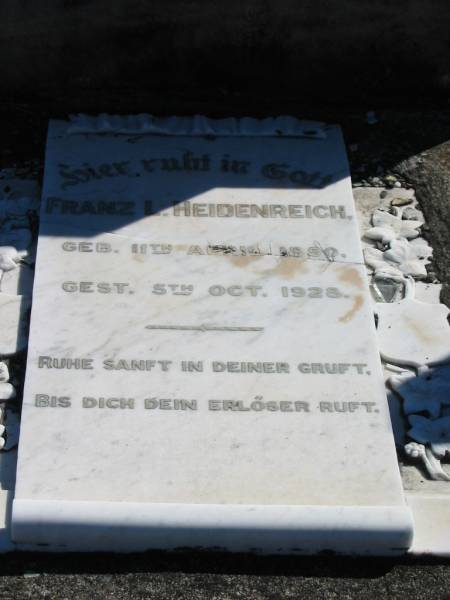 Hier ruht in Gott
FRANZ L. HEIDENREICH.
GEB. 11TH APRIL
GEST. 5TH OCT. 1928.
RUHE SANFT IN DEINER GRUFT.
BIS DICH DEIN ERLÖSER RUFT.